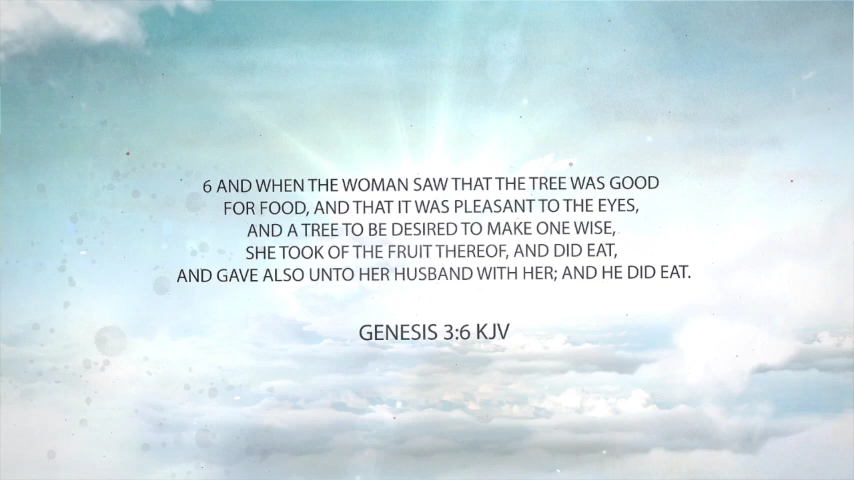 6 AND WHEN THE WOMAN SAW THAT THE TREE WAS GOOD
FOR FOOD, AND THAT IT WAS PLEASANT TO THE EYES,
AND A TREE TO BE DESIRED TO MAKE ONE WISE,
SHE TOOK OF THE FRUIT THEREOF, AND DID EAT,
AND GAVE ALSO UNTO HER HUSBAND WITH HER; AND HE DID EAT.
GENESIS 3:6 KJV